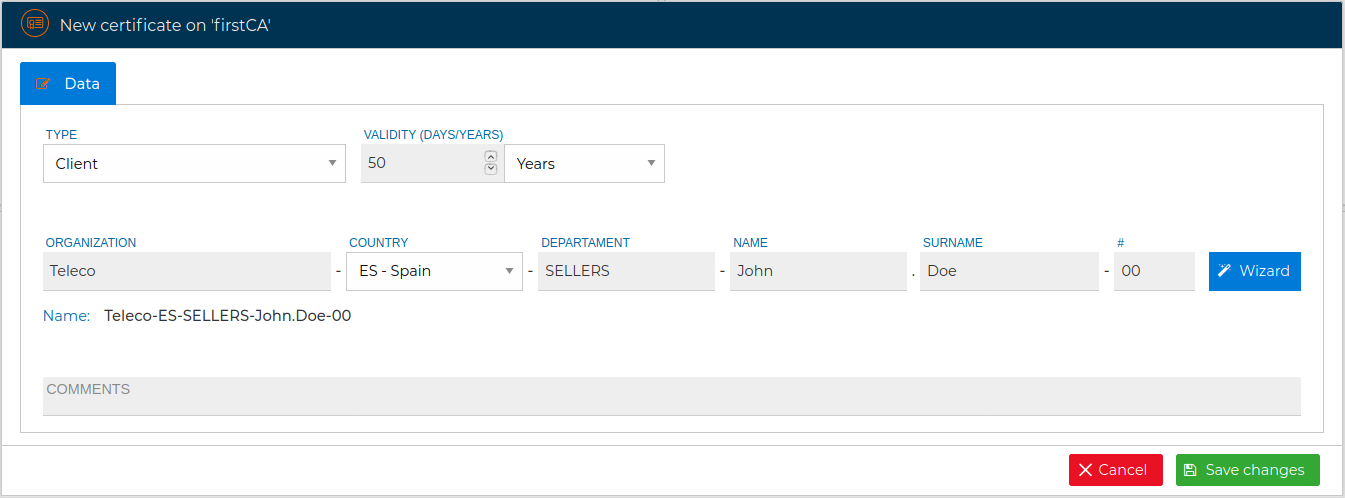 New certificate on 'firstCA'
Data
TYPE VALIDITY (DAYS/YEARS)
Client 50 Years
ORGANIZATION COUNTRY DEPARTAMENT NAME SURNAME #
Teleco - ES - Spain - SELLERS - John . Doe - 00 Wizard
Name: Teleco-ES-SELLERS-John.Doe-00
COMMENTS
Cancel Save changes